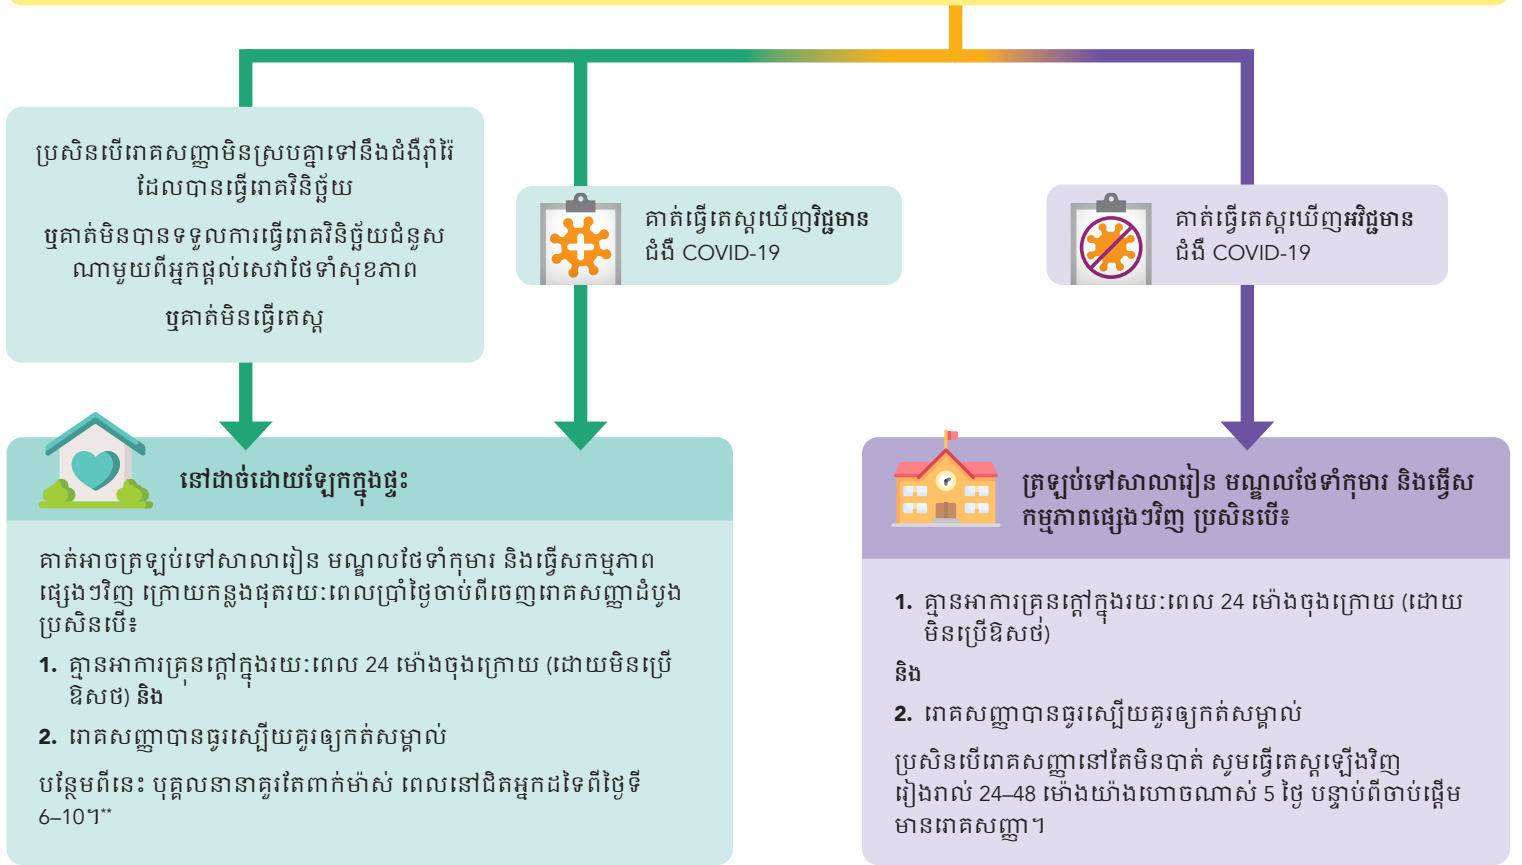 ប្រសិនបើរោគសញ្ញាមិនស្របគ្នាទៅនឹងជំងឺរ៉ាំរ៉ៃ
ដែលបានធ្វើរោគវិនិច្ឆ័យ
ឬគាត់មិនបានទទួលការធ្វើរោគវិនិច្ឆ័យជំនួស
ណាមួយពីអ្នកផ្តល់សេវាថែទាំសុខភាព
ឬគាត់មិនធ្វើតេស្ត
គាត់ធ្វើតេស្តឃើញវិជ្ជមាន
ជំងឺ COVID-19
គាត់ធ្វើតេស្តឃើញអវិជ្ជមាន
ជំងឺ COVID-19
នៅដាច់ដោយឡែកក្នុងផ្ទះ
គាត់អាចត្រឡប់ទៅសាលារៀន មណ្ឌលថែទាំកុមារ និងធ្វើសកម្មភាព
ផ្សេងៗវិញ ក្រោយកន្លងផុតរយៈពេលប្រាំថ្ងៃចាប់ពីចេញរោគសញ្ញាដំបូង
ប្រសិនបើ៖
1. គ្មានអាការគ្រុនក្តៅក្នុងរយៈពេល 24 ម៉ោងចុងក្រោយ (ដោយមិនប្រើ
ឱសថ) និង
2. រោគសញ្ញាបានធូរស្បើយគួរឲ្យកត់សម្គាល់
បន្ថែមពីនេះ បុគ្គលនានាគួរតែពាក់ម៉ាស់ ពេលនៅជិតអ្នកដទៃពីថ្ងៃទី
6–10។**
ត្រឡប់ទៅសាលារៀន មណ្ឌលថែទាំកុមារ និងធ្វើស
កម្មភាពផ្សេងៗវិញ ប្រសិនបើ៖
1. គ្មានអាការគ្រុនក្តៅក្នុងរយៈពេល 24 ម៉ោងចុងក្រោយ (ដោយ
មិនប្រើឱសថ)
និង
2. រោគសញ្ញាបានធូរស្បើយគួរឲ្យកត់សម្គាល់
ប្រសិនបើរោគសញ្ញានៅតែមិនបាត់ សូមធ្វើតេស្តឡើងវិញ
រៀងរាល់ 24–48 ម៉ោងយ៉ាងហោចណាស់ 5 ថ្ងៃ បន្ទាប់ពីចាប់ផ្តើម
មានរោគសញ្ញា។